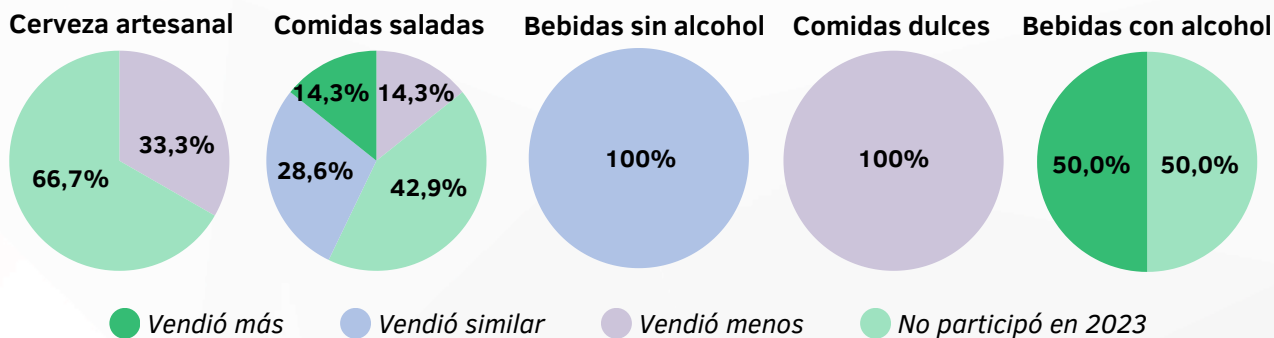 Cerveza artesanal
Comidas saladas
Bebidas sin alcohol
Comidas dulces
Bebidas con alcohol
33,3%
66,7%
14,3%
14,3%
28,6%
42,9%
100%
100%
50,0%
50,0%
Vendió más
Vendió similar
Vendió menos
No participó en 2023